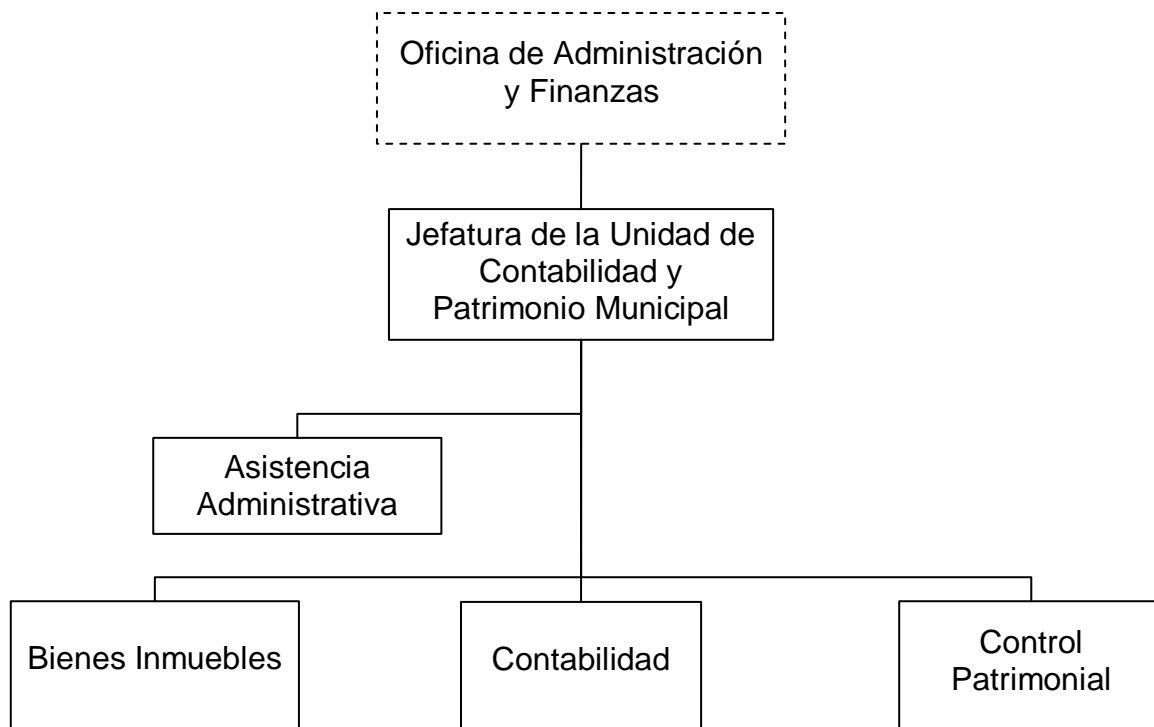 Oficina de Administración
y Finanzas
Jefatura de la Unidad de
Contabilidad y
Patrimonio Municipal
Asistencia
Administrativa
Bienes Inmuebles
Contabilidad
Control
Patrimonial